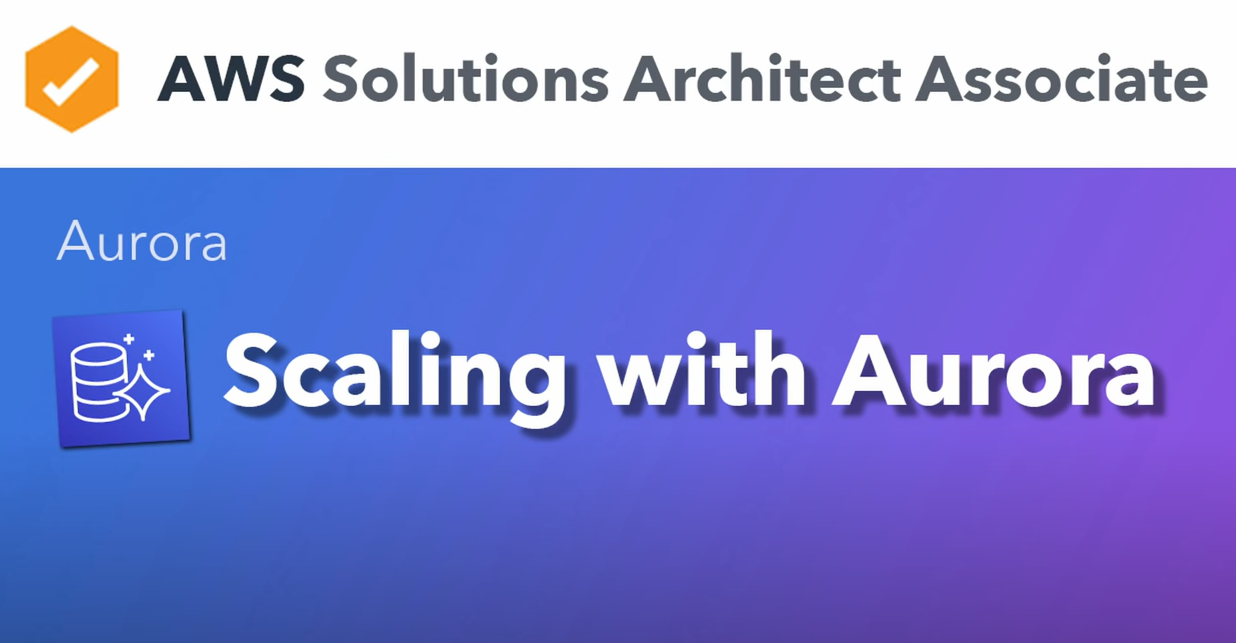 AWS Solutions Architect Associate
Aurora
Scaling with Aurora